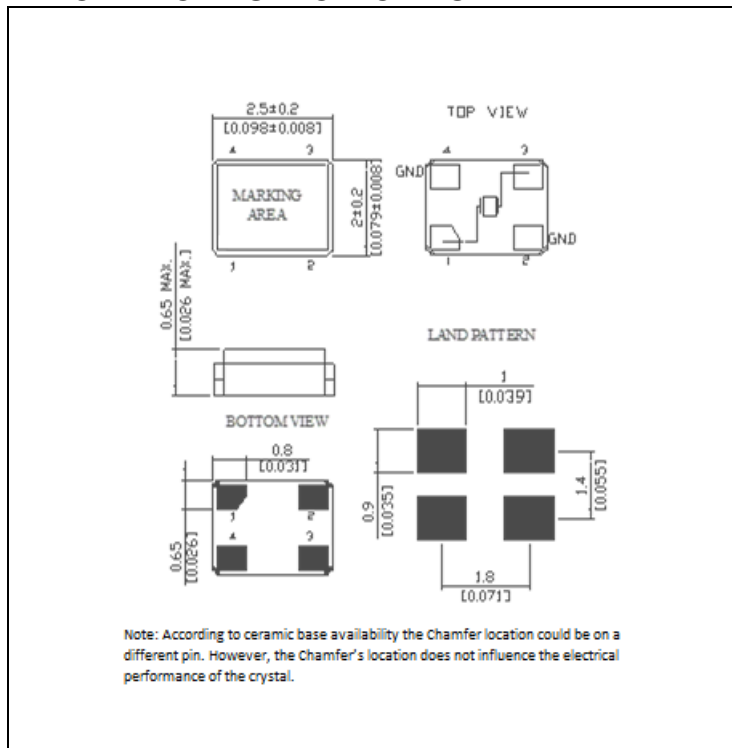 2.5±0.2
[0.098±0.008]
4 3
MARKING
AREA
1 2
2±0.2
[0.079±0.008]
TOP VIEW
4 3
GND
GND
1 2
0.65 MAX.
[0.026 MAX.]
LAND PATTERN
1
[0.039]
0.9
[0.035]
1.4
[0.055]
1.8
[0.071]
BOTTOM VIEW
0.8
[0.031]
1 2
4 3
0.65
[0.026]
Note: According to ceramic base availability the Chamfer location could be on a
different pin. However, the Chamfer's location does not influence the electrical
performance of the crystal.